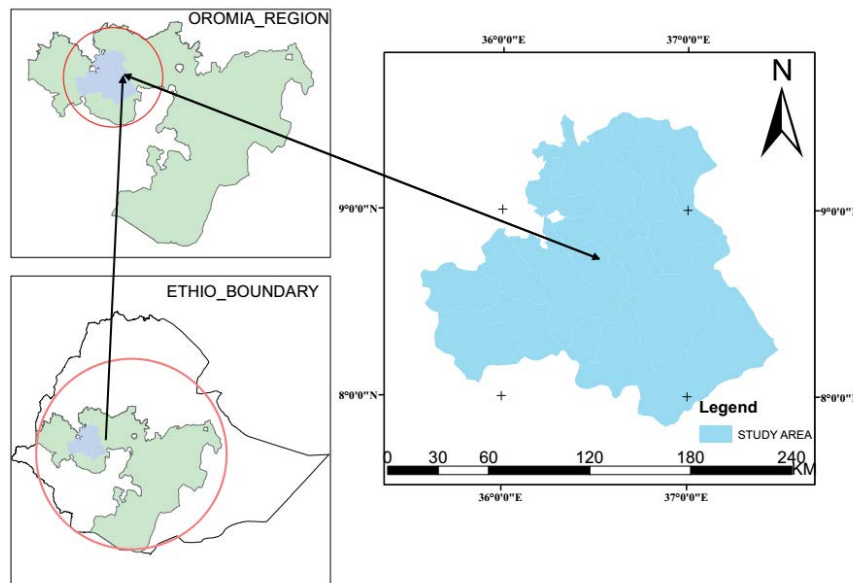 OROMIA_REGION
ETHIO_BOUNDARY
36°0'0"E
37°0'0"E
N
9°0'0"N
9°0'0"N
8°0'0"N
8°0'0"N
Legend
STUDY AREA
0 30 60 120 180 240
KM
36°0'0"E
37°0'0"E